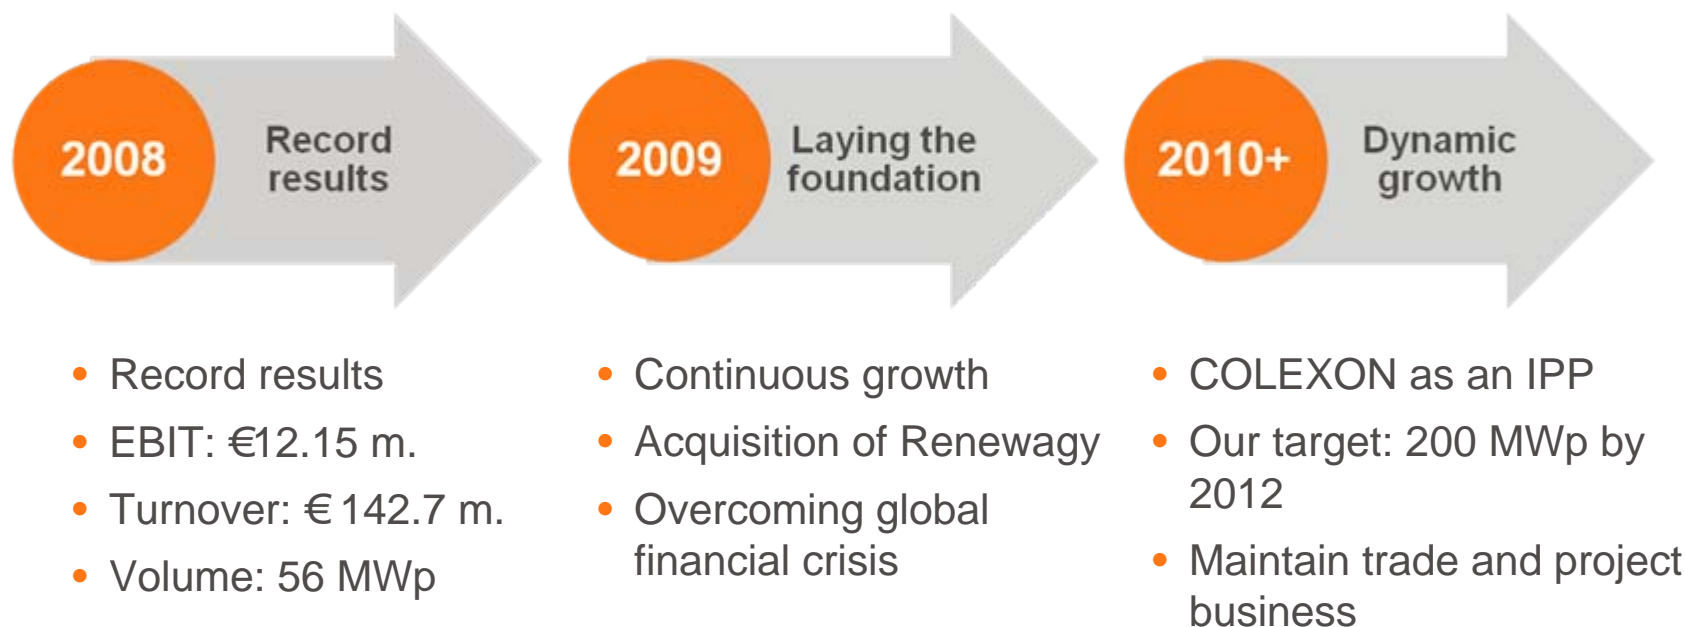 2008
Record
results
2009
Laying the
foundation
2010+
Dynamic
growth
• Record results
• EBIT: €12.15 m.
• Turnover: € 142.7 m.
• Volume: 56 MWp
• Continuous growth
• Acquisition of Renewagy
• Overcoming global
financial crisis
• COLEXON as an IPP
• Our target: 200 MWp by
2012
• Maintain trade and project
business